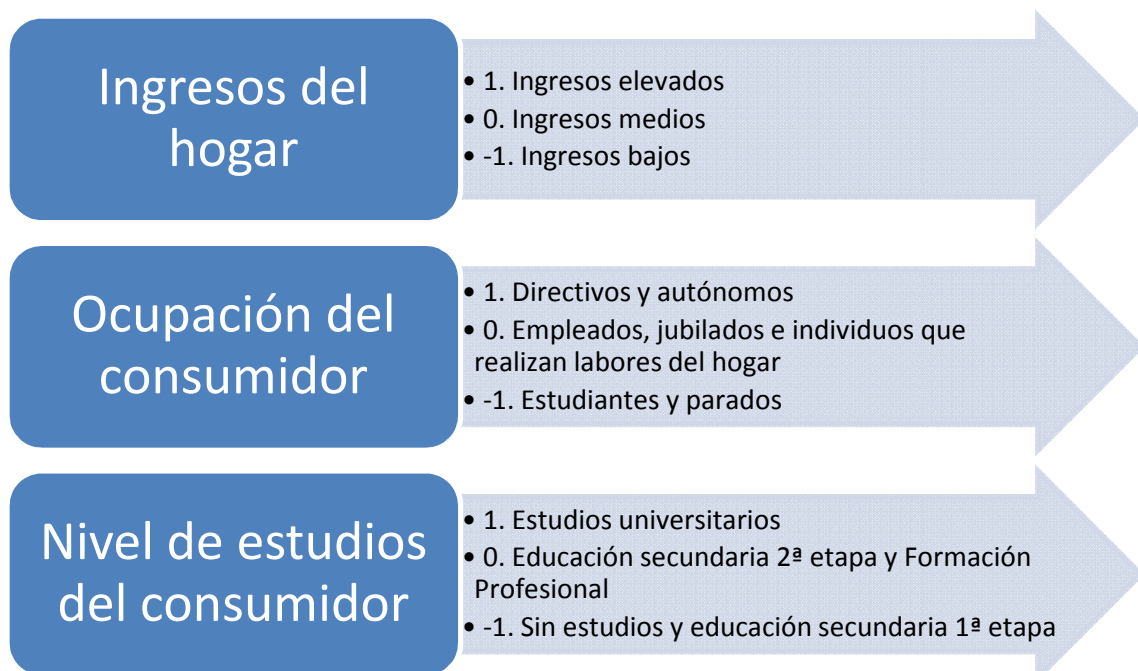 Ingresos del
hogar
• 1. Ingresos elevados
• 0. Ingresos medios
• -1. Ingresos bajos
Ocupación del
consumidor
• 1. Directivos y autónomos
• 0. Empleados, jubilados e individuos que
realizan labores del hogar
• -1. Estudiantes y parados
Nivel de estudios
del consumidor
• 1. Estudios universitarios
• 0. Educación secundaria 2ª etapa y Formación
Profesional
• -1. Sin estudios y educación secundaria 1ª etapa